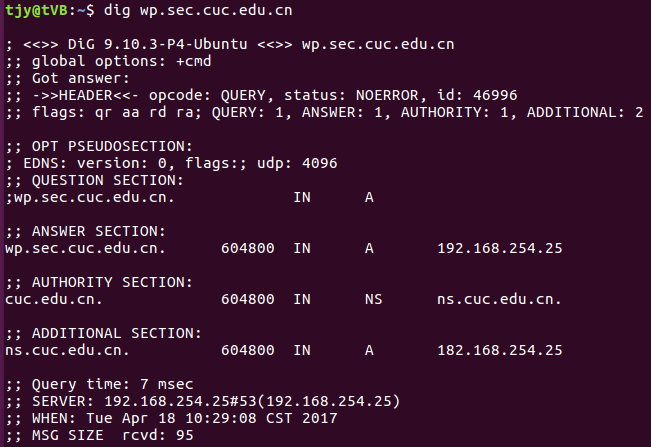 tjy@tVB:~$ dig wp.sec.cuc.edu.cn
; <<>> DiG 9.10.3-P4-Ubuntu <<>> wp.sec.cuc.edu.cn
;; global options: +cmd
;; Got answer:
;; ->>HEADER<<- opcode: QUERY, status: NOERROR, id: 46996
;; flags: qr aa rd ra; QUERY: 1, ANSWER: 1, AUTHORITY: 1, ADDITIONAL: 2
;; OPT PSEUDOSECTION:
; EDNS: version: 0, flags:; udp: 4096
;; QUESTION SECTION:
;wp.sec.cuc.edu.cn. IN A
;; ANSWER SECTION:
wp.sec.cuc.edu.cn. 604800 IN A 192.168.254.25
;; AUTHORITY SECTION:
cuc.edu.cn. 604800 IN NS ns.cuc.edu.cn.
;; ADDITIONAL SECTION:
ns.cuc.edu.cn. 604800 IN A 182.168.254.25
;; Query time: 7 msec
;; SERVER: 192.168.254.25#53(192.168.254.25)
;; WHEN: Tue Apr 18 10:29:08 CST 2017
;; MSG SIZE rcvd: 95